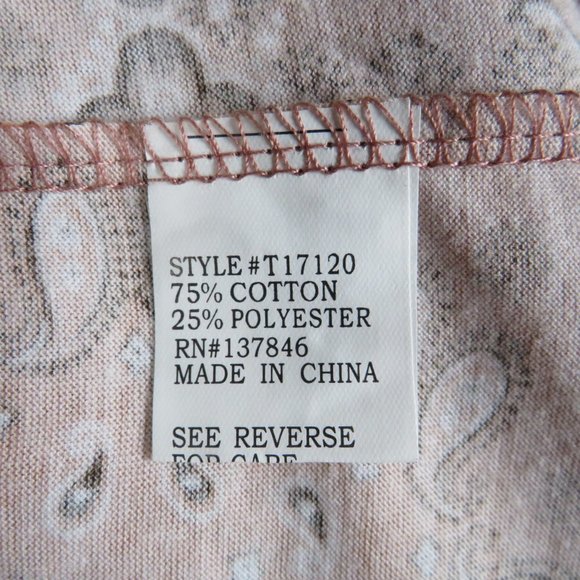 STYLE #T17120
75% COTTON
25% POLYESTER
RN#137846
MADE IN CHINA
SEE REVERSE
FOR CARE